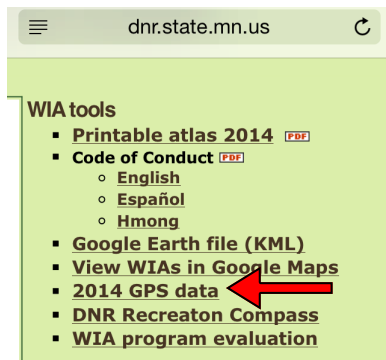 dnr.state.mn.us
WIA tools
Printable atlas 2014 PDF
Code of Conduct PDF
English
Español
Hmong
Google Earth file (KML)
View WIAs in Google Maps
2014 GPS data
DNR Recreaton Compass
WIA program evaluation